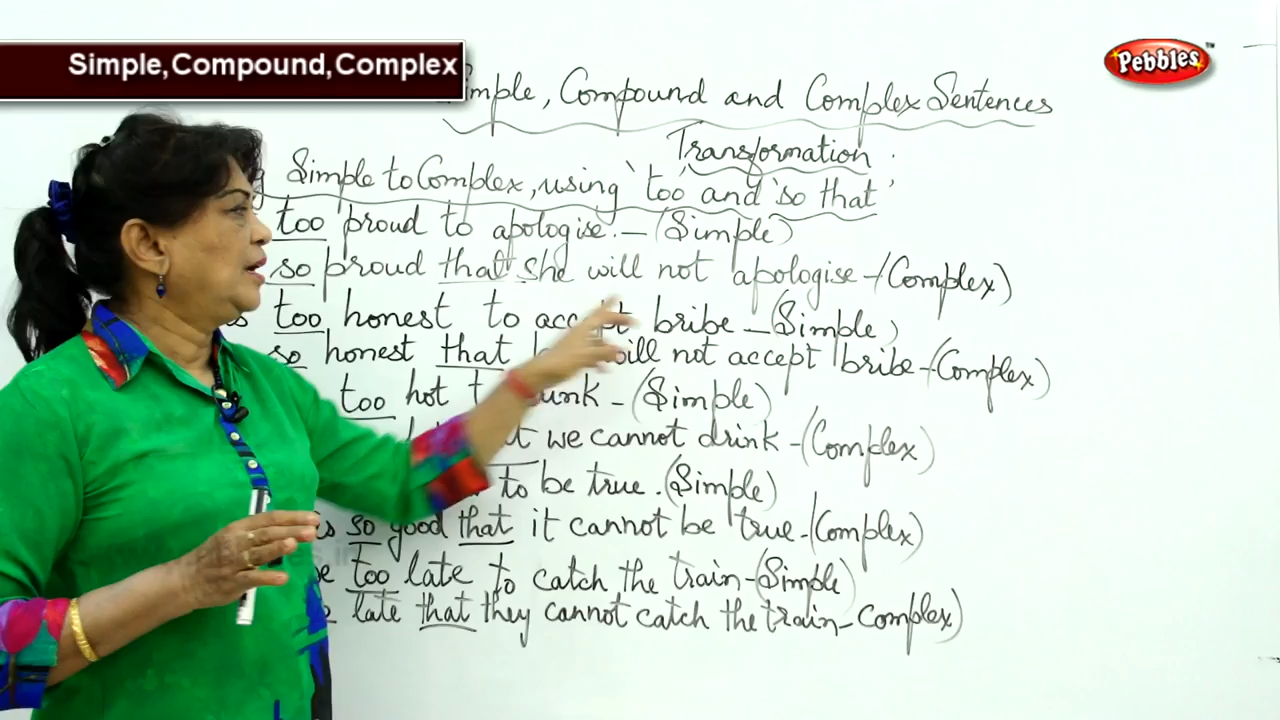 Simple,Compound,Complex
Pebbles™
Simple, Compound and Complex Sentences
Transformation
Simple to Complex, using 'too' and 'so that'
too proud to apologise. - (Simple)
so proud that she will not apologise - (Complex)
too honest to accept bribe - (Simple)
so honest that will not accept bribe - (Complex)
too hot - (Simple)
we cannot drink - (Complex)
to be true. (Simple)
is so good that it cannot be true - (Complex)
too late to catch the train - (Simple)
late that they cannot catch the train - Complex)